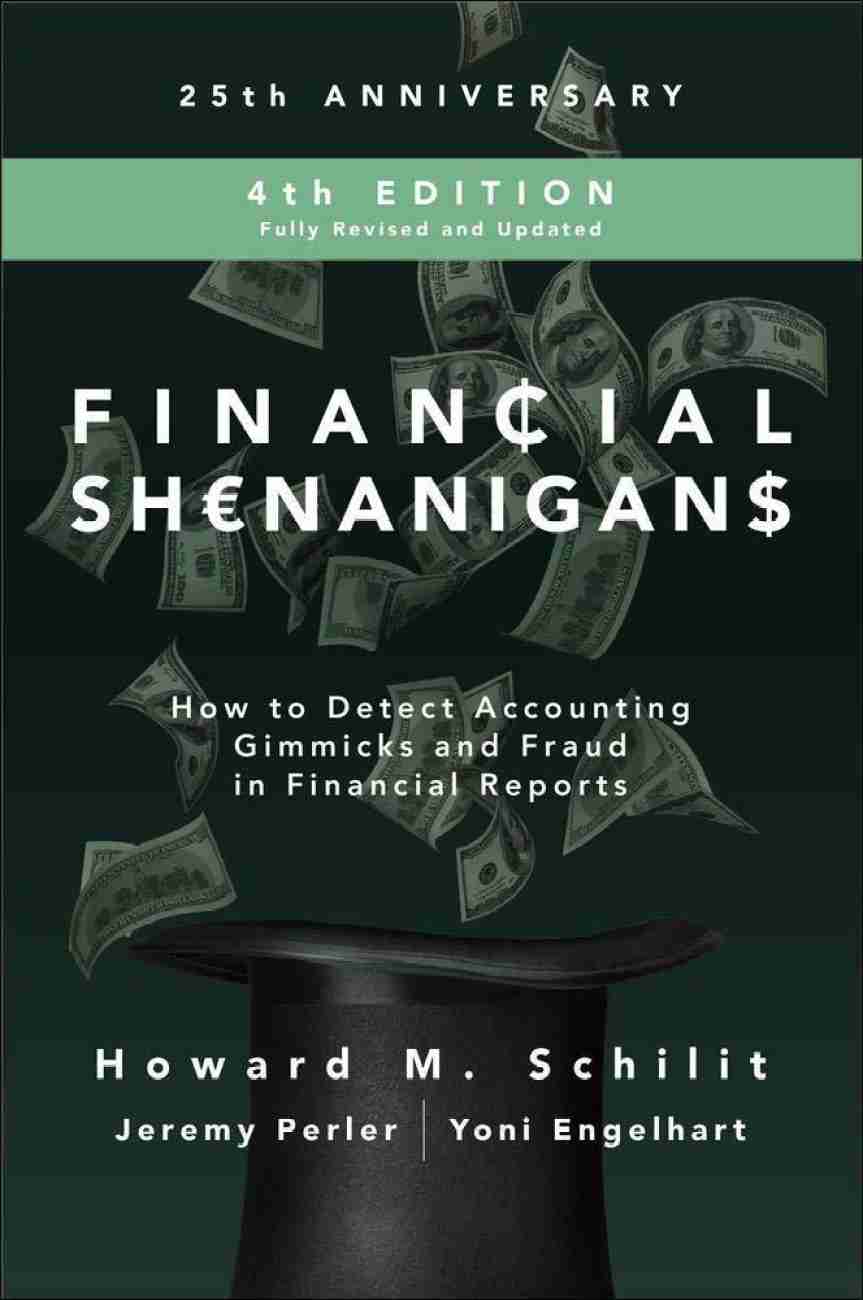 25th ANNIVERSARY
4th EDITION
Fully Revised and Updated
FINAN₵IAL
SH€NANIGAN$
How to Detect Accounting
Gimmicks and Fraud
in Financial Reports
Howard M. Schilit
Jeremy Perler | Yoni Engelhart